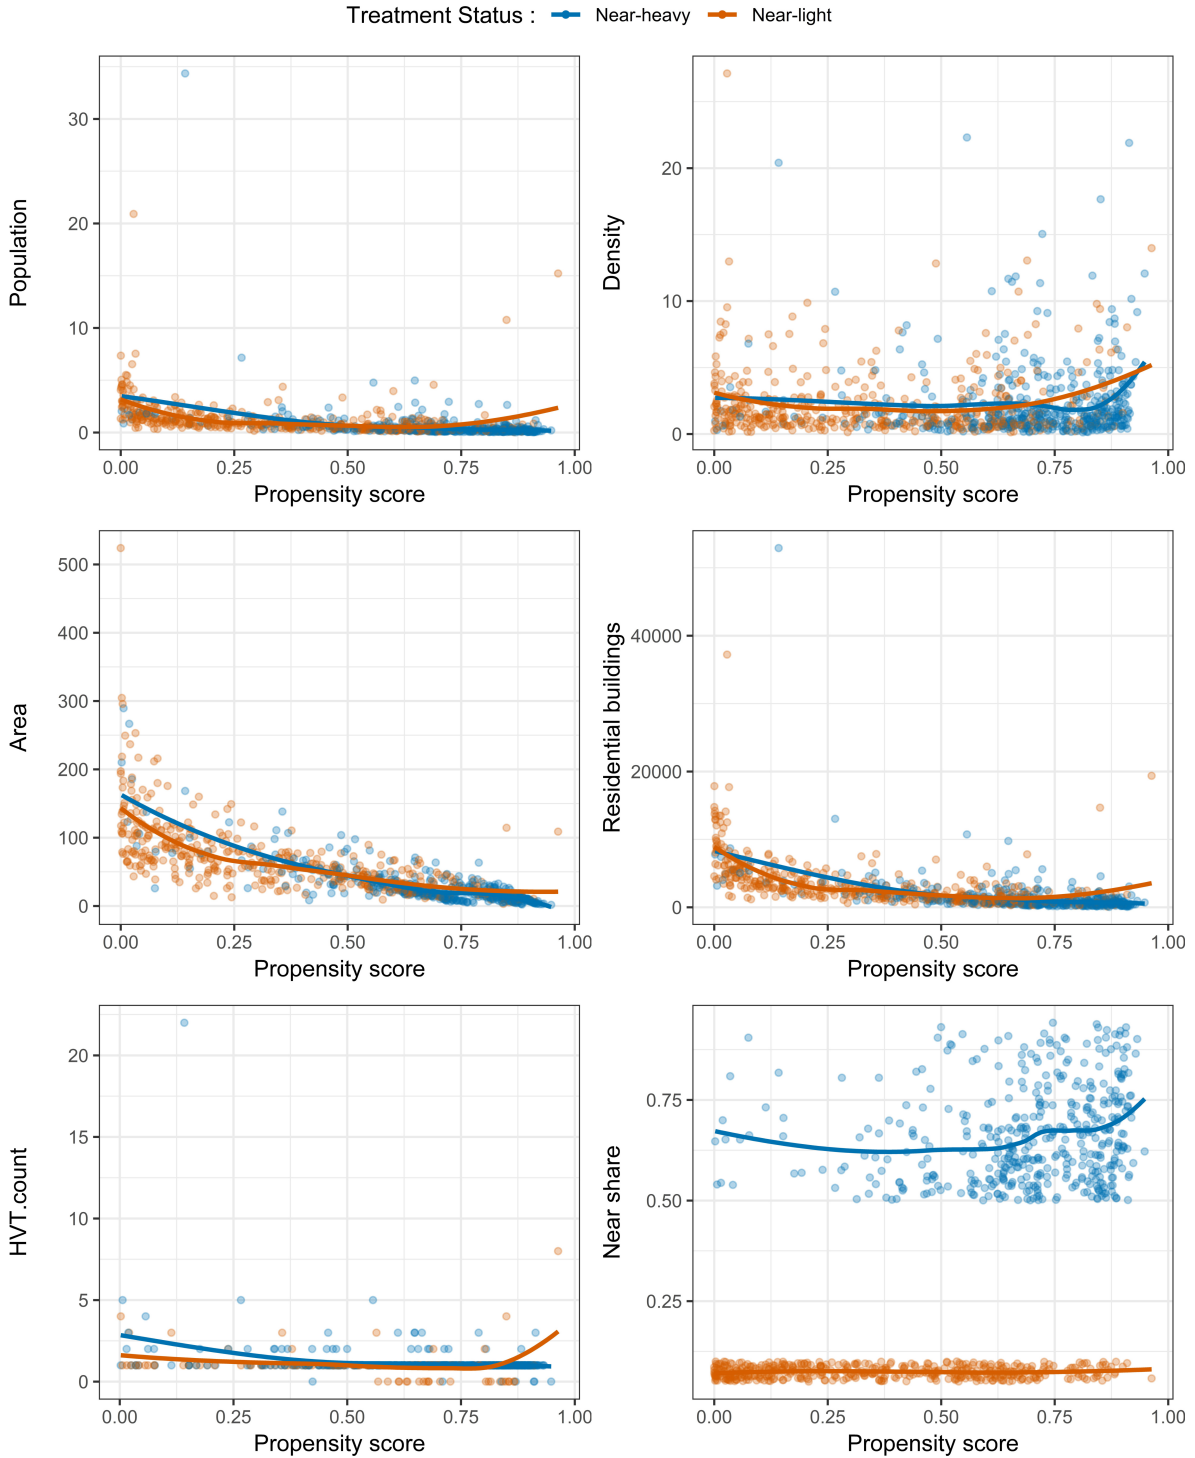 Treatment Status : Near-heavy Near-light
Population
30
20
10
0
0.00 0.25 0.50 0.75 1.00
Propensity score
Density
20
10
0
0.00 0.25 0.50 0.75 1.00
Propensity score
Area
500
400
300
200
100
0
0.00 0.25 0.50 0.75 1.00
Propensity score
Residential buildings
40000
20000
0
0.00 0.25 0.50 0.75 1.00
Propensity score
HVT.count
20
15
10
5
0
0.00 0.25 0.50 0.75 1.00
Propensity score
Near share
0.75
0.50
0.25
0.00 0.25 0.50 0.75 1.00
Propensity score